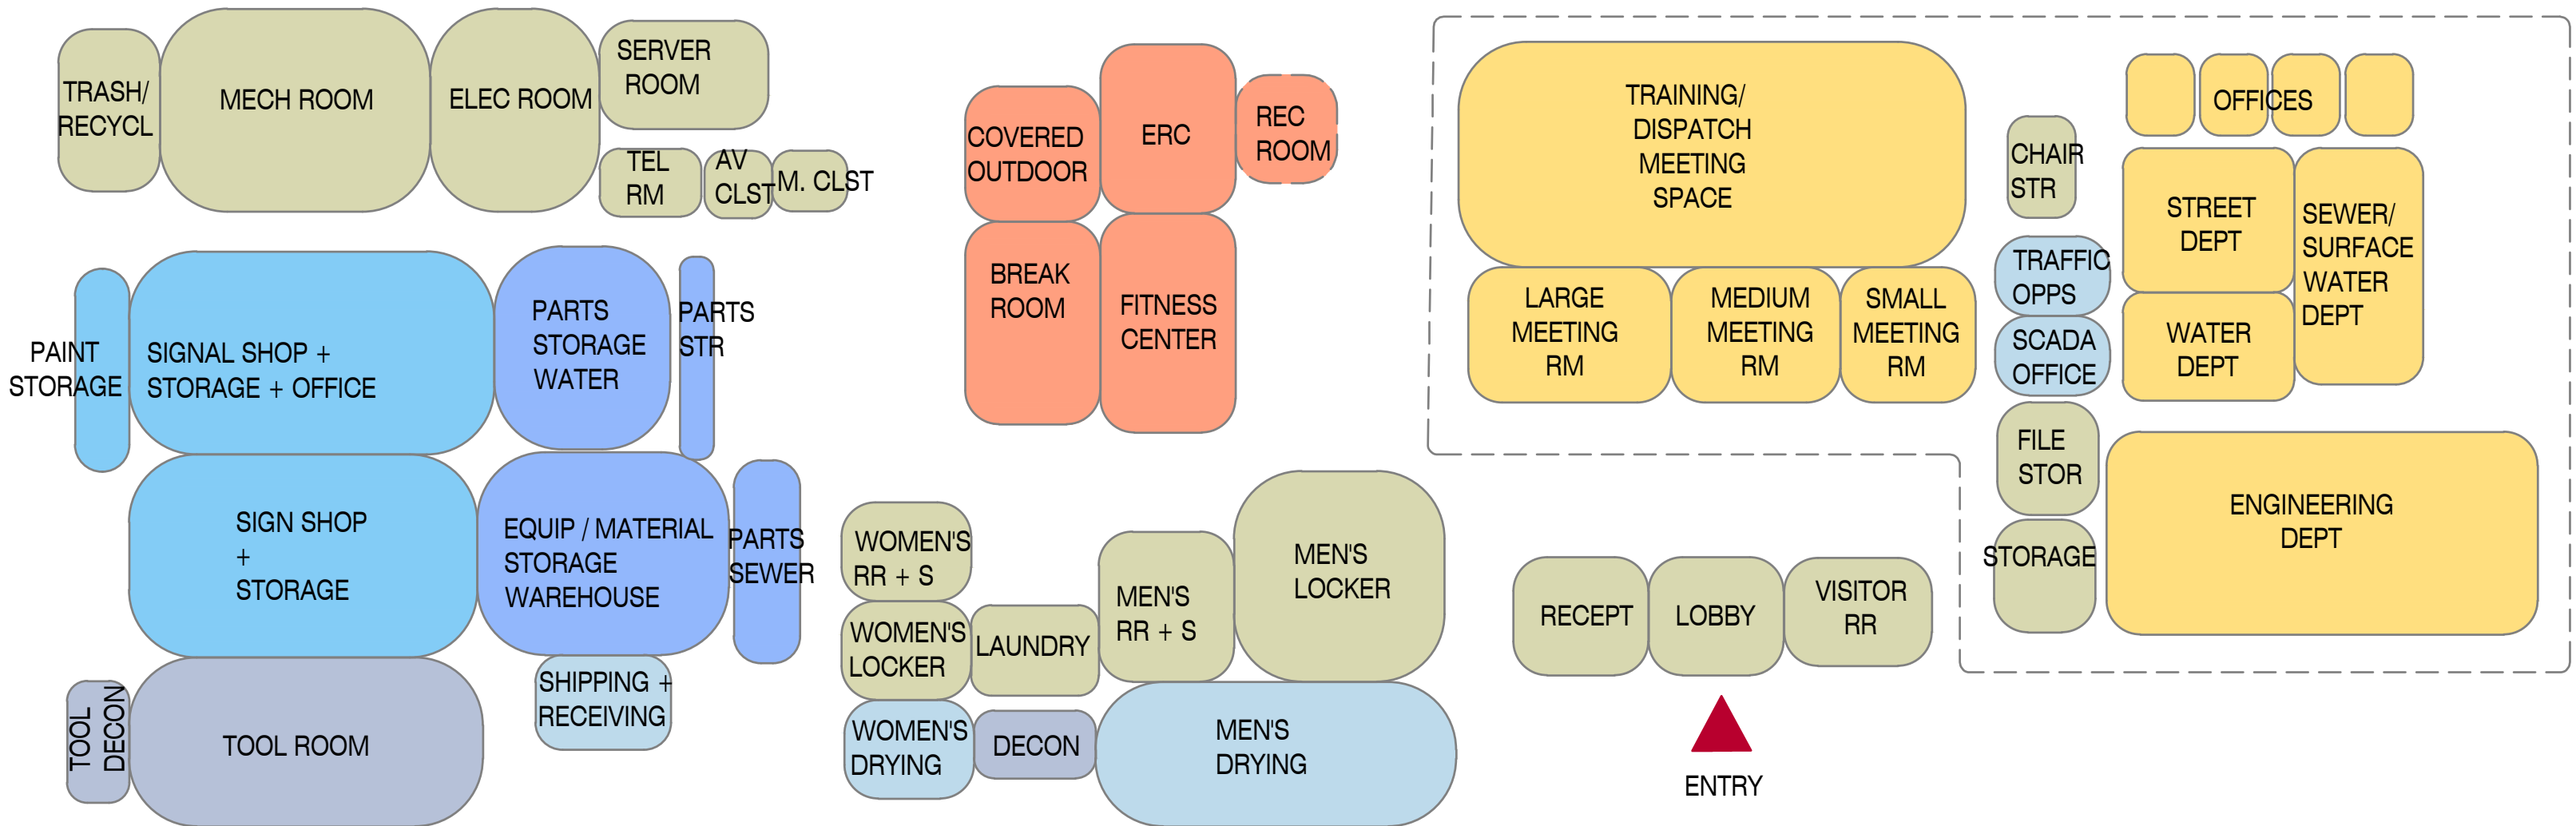 TRASH/
RECYCL
MECH ROOM
ELEC ROOM
SERVER
ROOM
TEL
RM
AV
CLST
M. CLST
PAINT
STORAGE
SIGNAL SHOP +
STORAGE + OFFICE
PARTS
STORAGE
WATER
PARTS
STR
SIGN SHOP
+
STORAGE
EQUIP / MATERIAL
STORAGE
WAREHOUSE
PARTS
SEWER
TOOL
DECON
TOOL ROOM
SHIPPING +
RECEIVING
COVERED
OUTDOOR
ERC
REC
ROOM
BREAK
ROOM
FITNESS
CENTER
WOMEN'S
RR + S
WOMEN'S
LOCKER
LAUNDRY
MEN'S
RR + S
MEN'S
LOCKER
WOMEN'S
DRYING
DECON
MEN'S
DRYING
TRAINING/
DISPATCH
MEETING
SPACE
LARGE
MEETING
RM
MEDIUM
MEETING
RM
SMALL
MEETING
RM
RECEPT
LOBBY
VISITOR
RR
ENTRY
CHAIR
STR
TRAFFIC
OPPS
SCADA
OFFICE
FILE
STOR
STORAGE
OFFICES
STREET
DEPT
SEWER/
SURFACE
WATER
DEPT
WATER
DEPT
ENGINEERING
DEPT